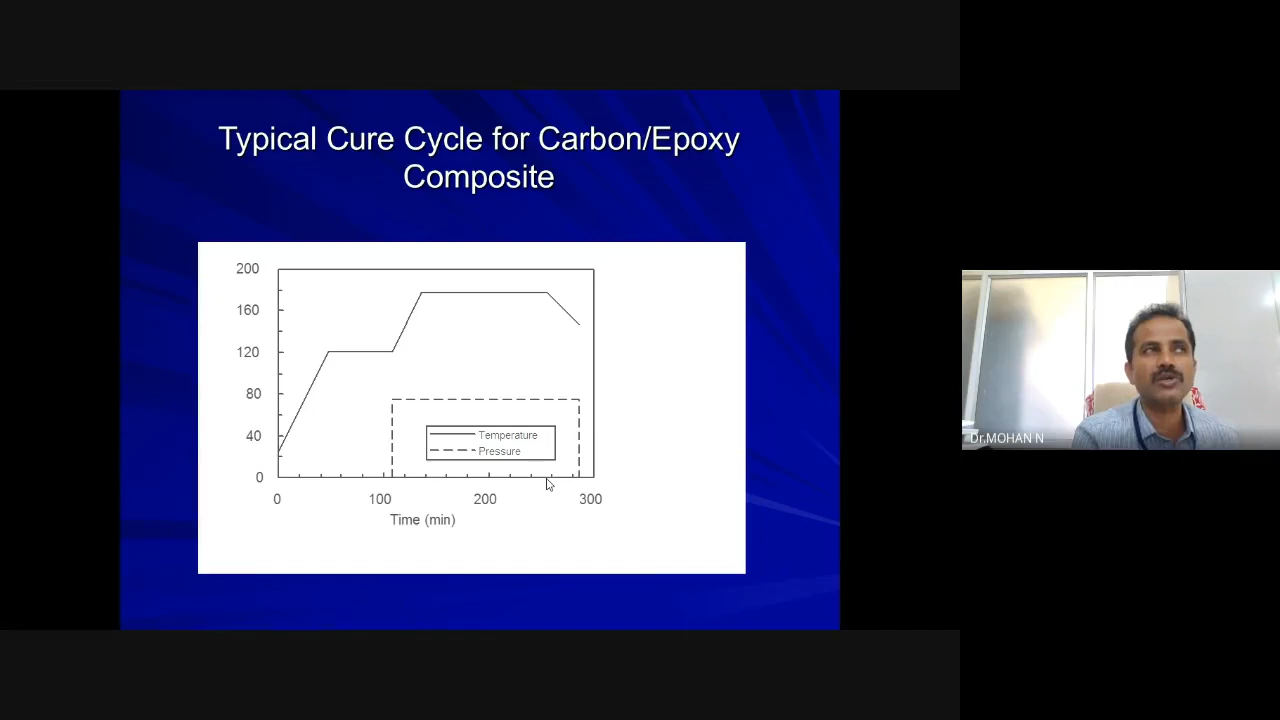 Typical Cure Cycle for Carbon/Epoxy
Composite
200
160
120
80
40
0
Temperature
Pressure
0 100 200 300
Time (min)
Dr.MOHAN N